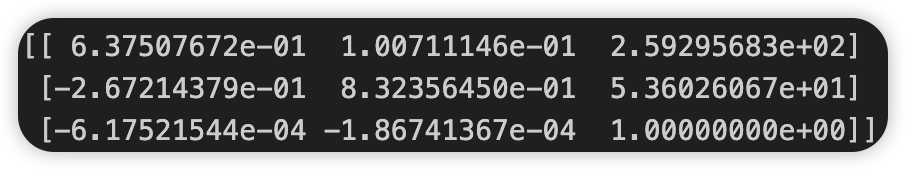 [[ 6.37507672e-01 1.00711146e-01 2.59295683e+02]
[-2.67214379e-01 8.32356450e-01 5.36026067e+01]
[-6.17521544e-04 -1.86741367e-04 1.00000000e+00]]